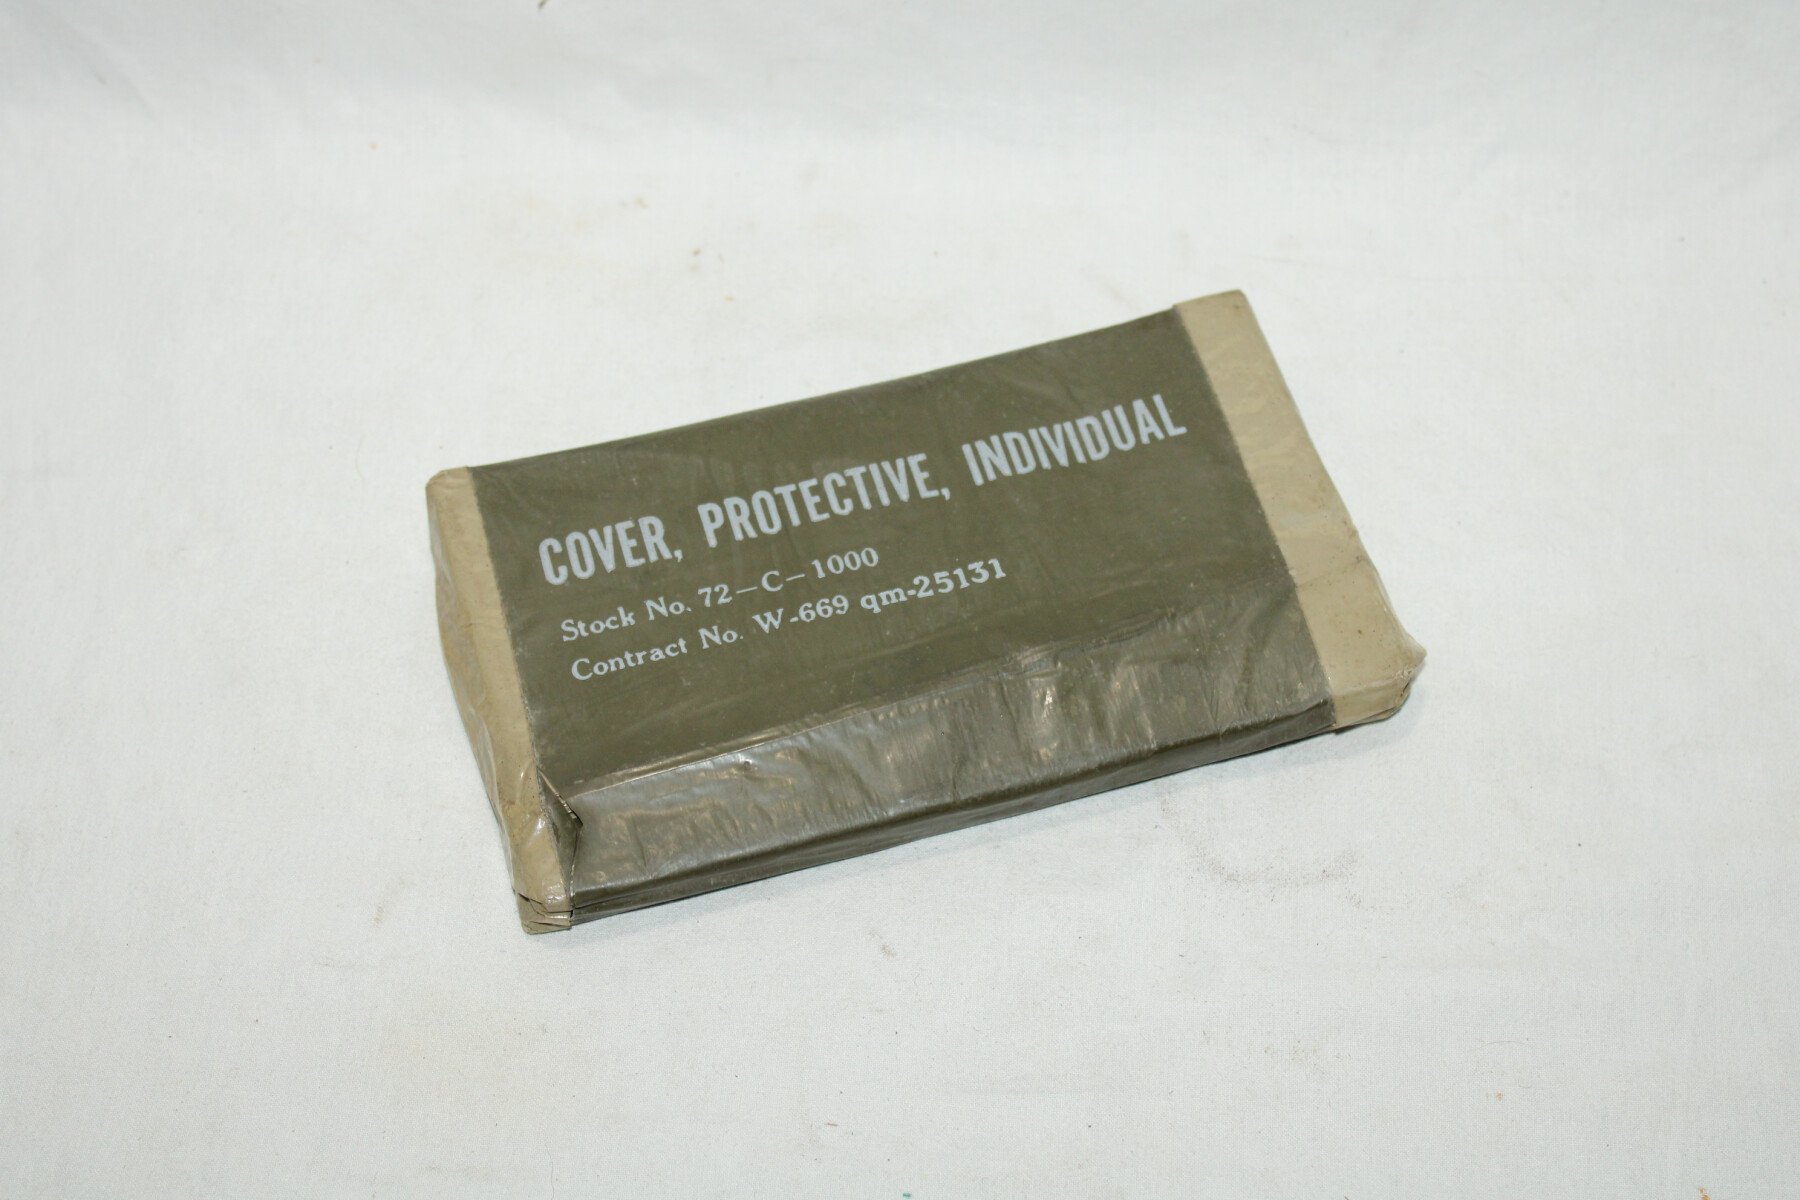 COVER, PROTECTIVE, INDIVIDUAL
Stock No. 72-C-1000
Contract No. W-669 qm-25131